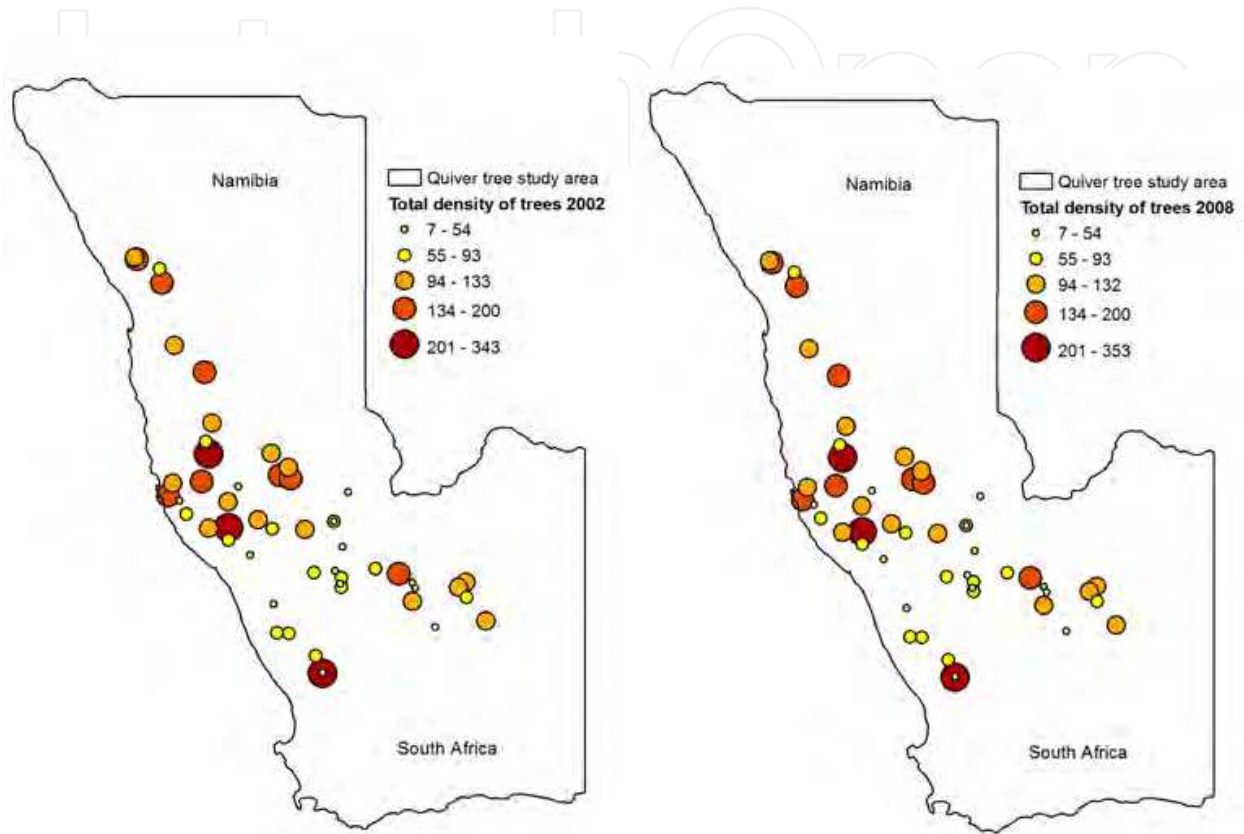 Namibia
Quiver tree study area
Total density of trees 2002
7 - 54
55 - 93
94 - 133
134 - 200
201 - 343
South Africa
Namibia
Quiver tree study area
Total density of trees 2008
7 - 54
55 - 93
94 - 132
134 - 200
201 - 353
South Africa